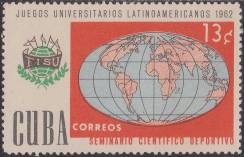 JUEGOS UNIVERSITARIOS LATINOAMERICANOS 1962
13¢
FISU
CORREOS
CUBA
SEMINARIO CIENTIFICO DEPORTIVO